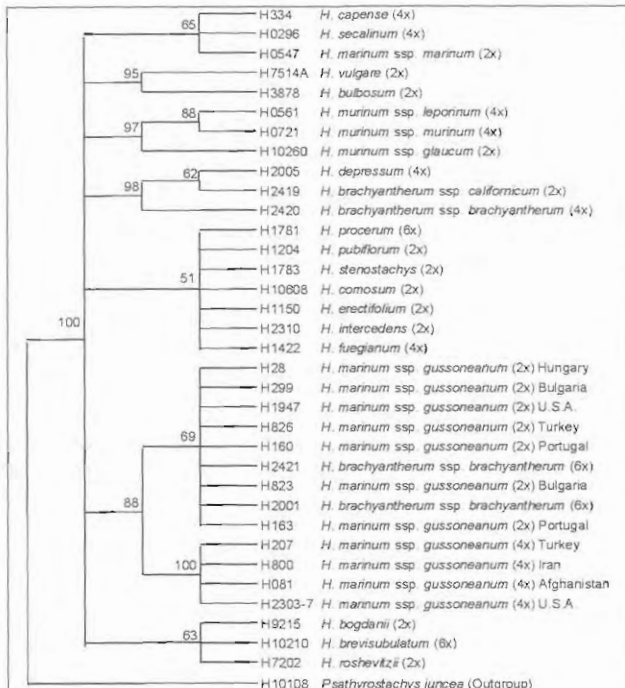 65
H334 H. capense (4x)
H0296 H. secalinum (4x)
H0547 H. marinum ssp. marinum (2x)
95
H7514A H. vulgare (2x)
H3878 H. bulbosum (2x)
88
H0561 H. murinum ssp. leporinum (4x)
97
H0721 H. murinum ssp. murinum (4x)
H10260 H. murinum ssp. glaucum (2x)
62
H2005 H. depressum (4x)
98
H2419 H. brachyantherum ssp. californicum (2x)
H2420 H. brachyantherum ssp. brachyantherum (4x)
H1781 H. procerum (6x)
H1204 H. pubiflorum (2x)
H1783 H. stenostachys (2x)
51
H10608 H. comosum (2x)
H1150 H. erectifolium (2x)
H2310 H. intercedens (2x)
100
H1422 H. fuegianum (4x)
H28 H. marinum ssp. gussoneanum (2x) Hungary
H299 H. marinum ssp. gussoneanum (2x) Bulgaria
H1947 H. marinum ssp. gussoneanum (2x) U.S.A.
H826 H. marinum ssp. gussoneanum (2x) Turkey
69
H160 H. marinum ssp. gussoneanum (2x) Portugal
H2421 H. brachyantherum ssp. brachyantherum (6x)
H823 H. marinum ssp. gussoneanum (2x) Bulgaria
88
H2001 H. brachyantherum ssp. brachyantherum (6x)
H163 H. marinum ssp. gussoneanum (2x) Portugal
H207 H. marinum ssp. gussoneanum (4x) Turkey
100
H800 H. marinum ssp. gussoneanum (4x) Iran
H081 H. marinum ssp. gussoneanum (4x) Afghanistan
H2303-7 H. marinum ssp. gussoneanum (4x) U.S.A
H9215 H. bogdanii (2x)
63
H10210 H. brevisubulatum (6x)
H7202 H. roshevitzii (2x)
H10108 Psathyrostachys juncea (Outgroup)